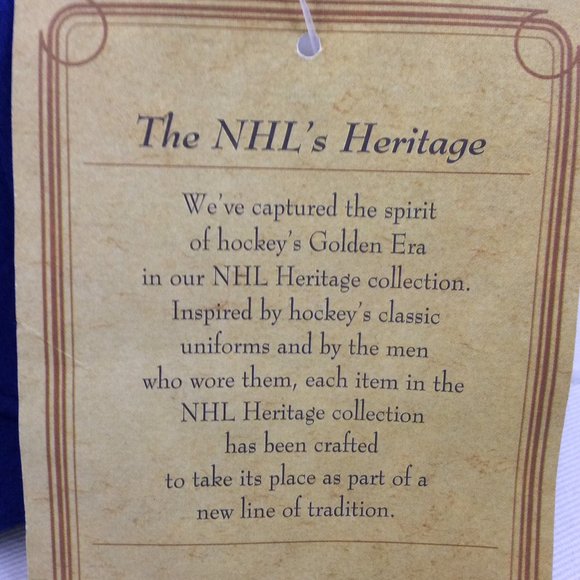 The NHL's Heritage
We've captured the spirit
of hockey's Golden Era
in our NHL Heritage collection.
Inspired by hockey's classic
uniforms and by the men
who wore them, each item in the
NHL Heritage collection
has been crafted
to take its place as part of a
new line of tradition.